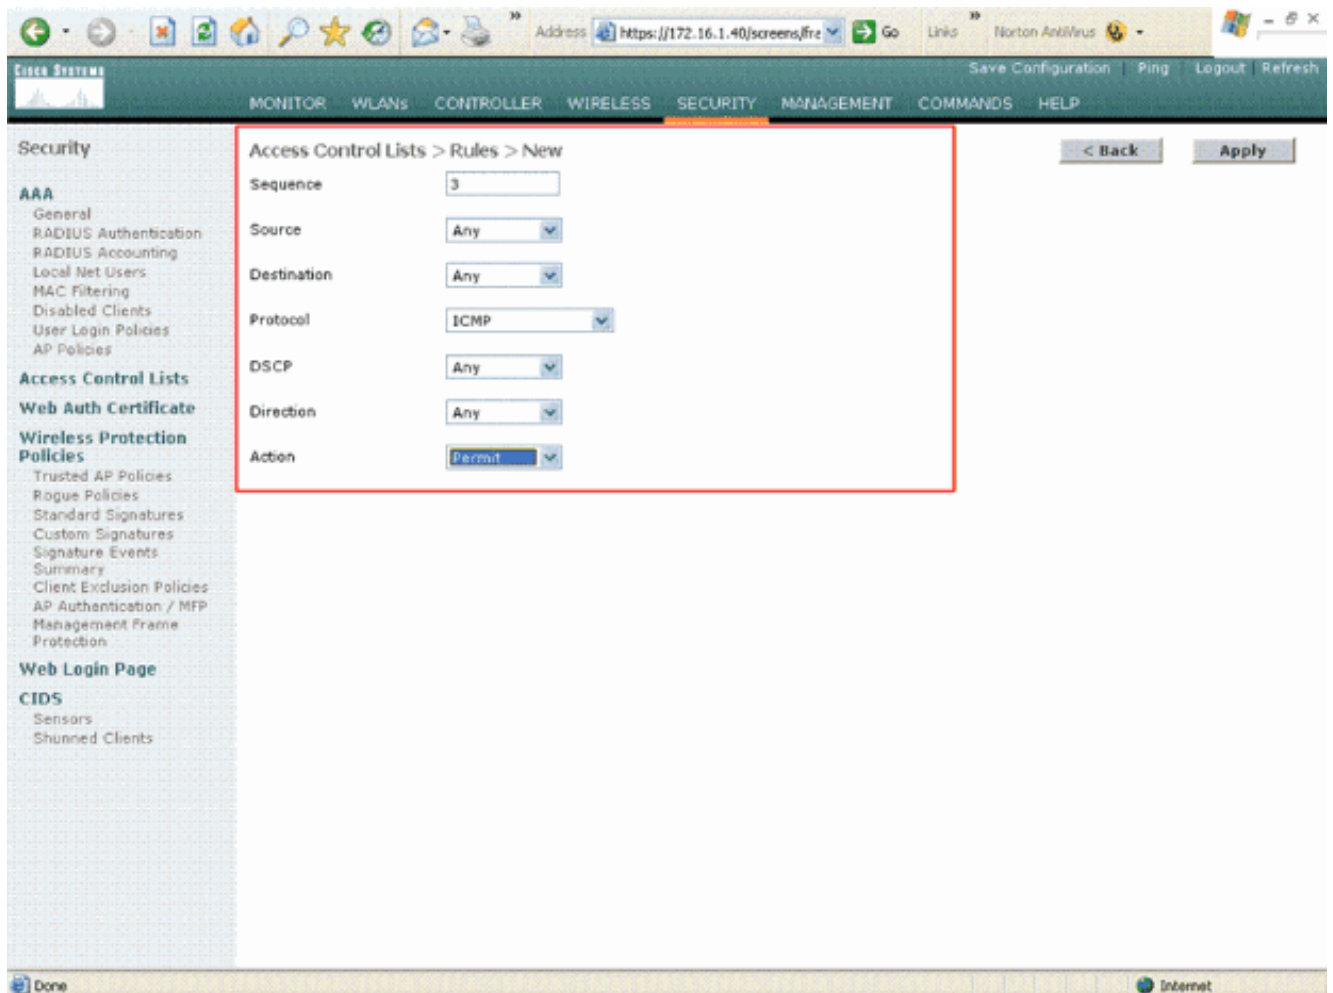 Address https://172.16.1.40/screens/fra Go Links Norton AntiVirus
CISCO SYSTEMS
Save Configuration Ping Logout Refresh
MONITOR WLANs CONTROLLER WIRELESS SECURITY MANAGEMENT COMMANDS HELP
Security
AAA
General
RADIUS Authentication
RADIUS Accounting
Local Net Users
MAC Filtering
Disabled Clients
User Login Policies
AP Policies
Access Control Lists
Web Auth Certificate
Wireless Protection
Policies
Trusted AP Policies
Rogue Policies
Standard Signatures
Custom Signatures
Signature Events
Summary
Client Exclusion Policies
AP Authentication / MFP
Management Frame
Protection
Web Login Page
CIDS
Sensors
Shunned Clients
Access Control Lists > Rules > New
< Back Apply
Sequence 3
Source Any
Destination Any
Protocol ICMP
DSCP Any
Direction Any
Action Permit
Done Internet